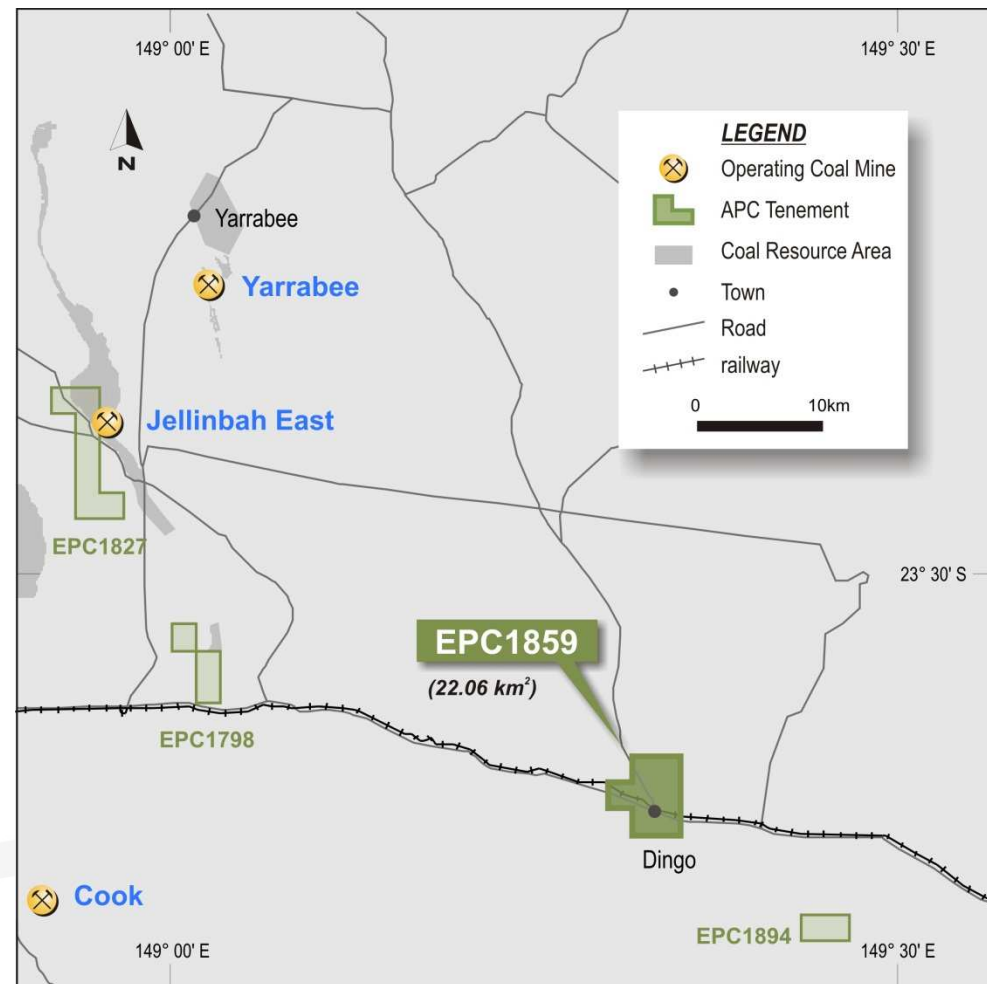 149° 00' E
149° 30' E
LEGEND
Operating Coal Mine
APC Tenement
Coal Resource Area
Town
Road
railway
0
10km
N
Yarrabee
Yarrabee
Jellinbah East
EPC1827
23° 30' S
EPC1859
(22.06 km²)
EPC1798
Dingo
Cook
EPC1894
149° 00' E
149° 30' E